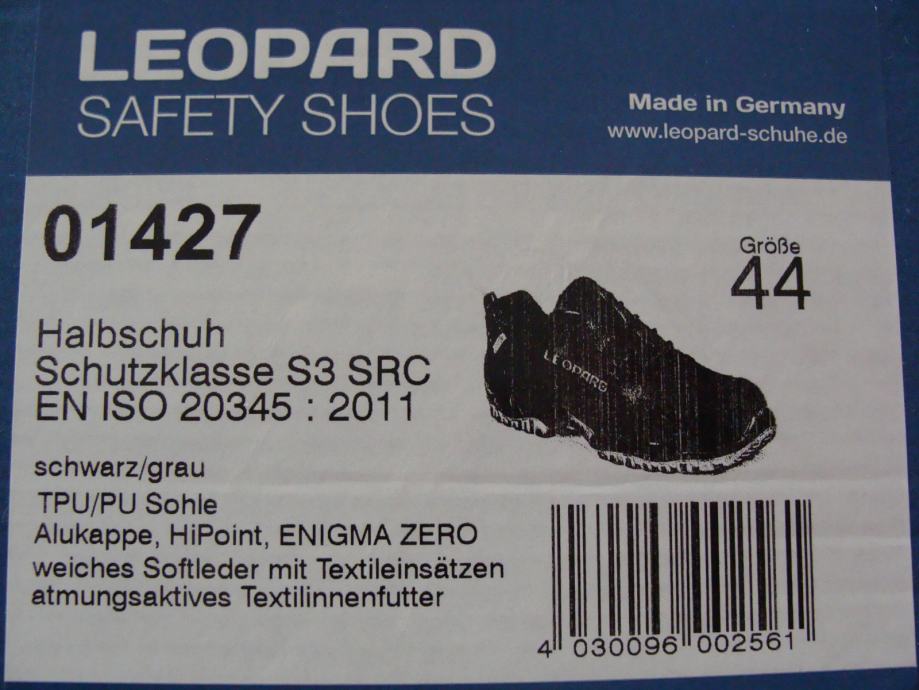 LEOPARD
SAFETY SHOES
Made in Germany
www.leopard-schuhe.de
01427
Größe
44
Halbschuh
Schutzklasse S3 SRC
EN ISO 20345 : 2011
LEOPARD
schwarz/grau
TPU/PU Sohle
Alukappe, HiPoint, ENIGMA ZERO
weiches Softleder mit Textileinsätzen
atmungsaktives Textilinnenfutter
4 030096 002561